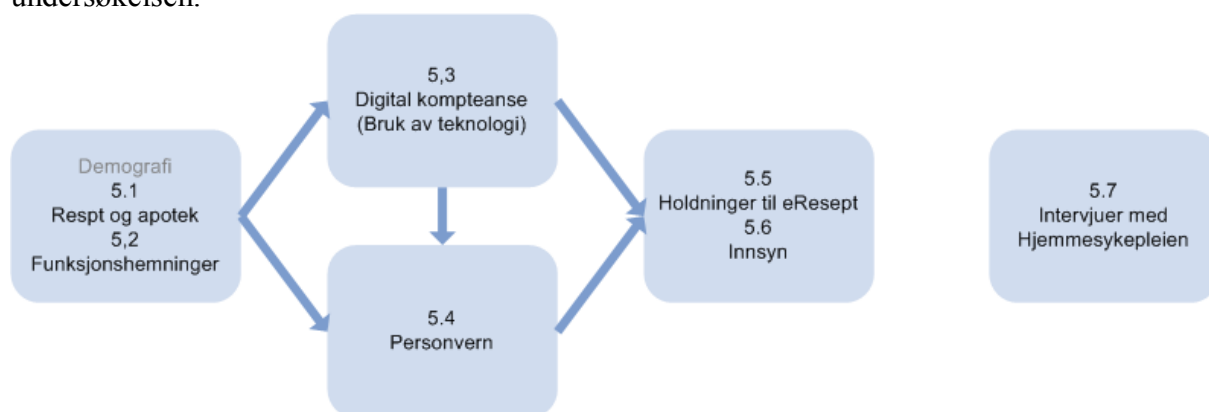 undersøkelsen.
5,3
Digital kompteanse
(Bruk av teknologi)
Demografi
5.1
Respt og apotek
5,2
Funksjonshemninger
5.5
Holdninger til eResept
5.6
Innsyn
5.7
Intervjuer med
Hjemmesykepleien
5.4
Personvern